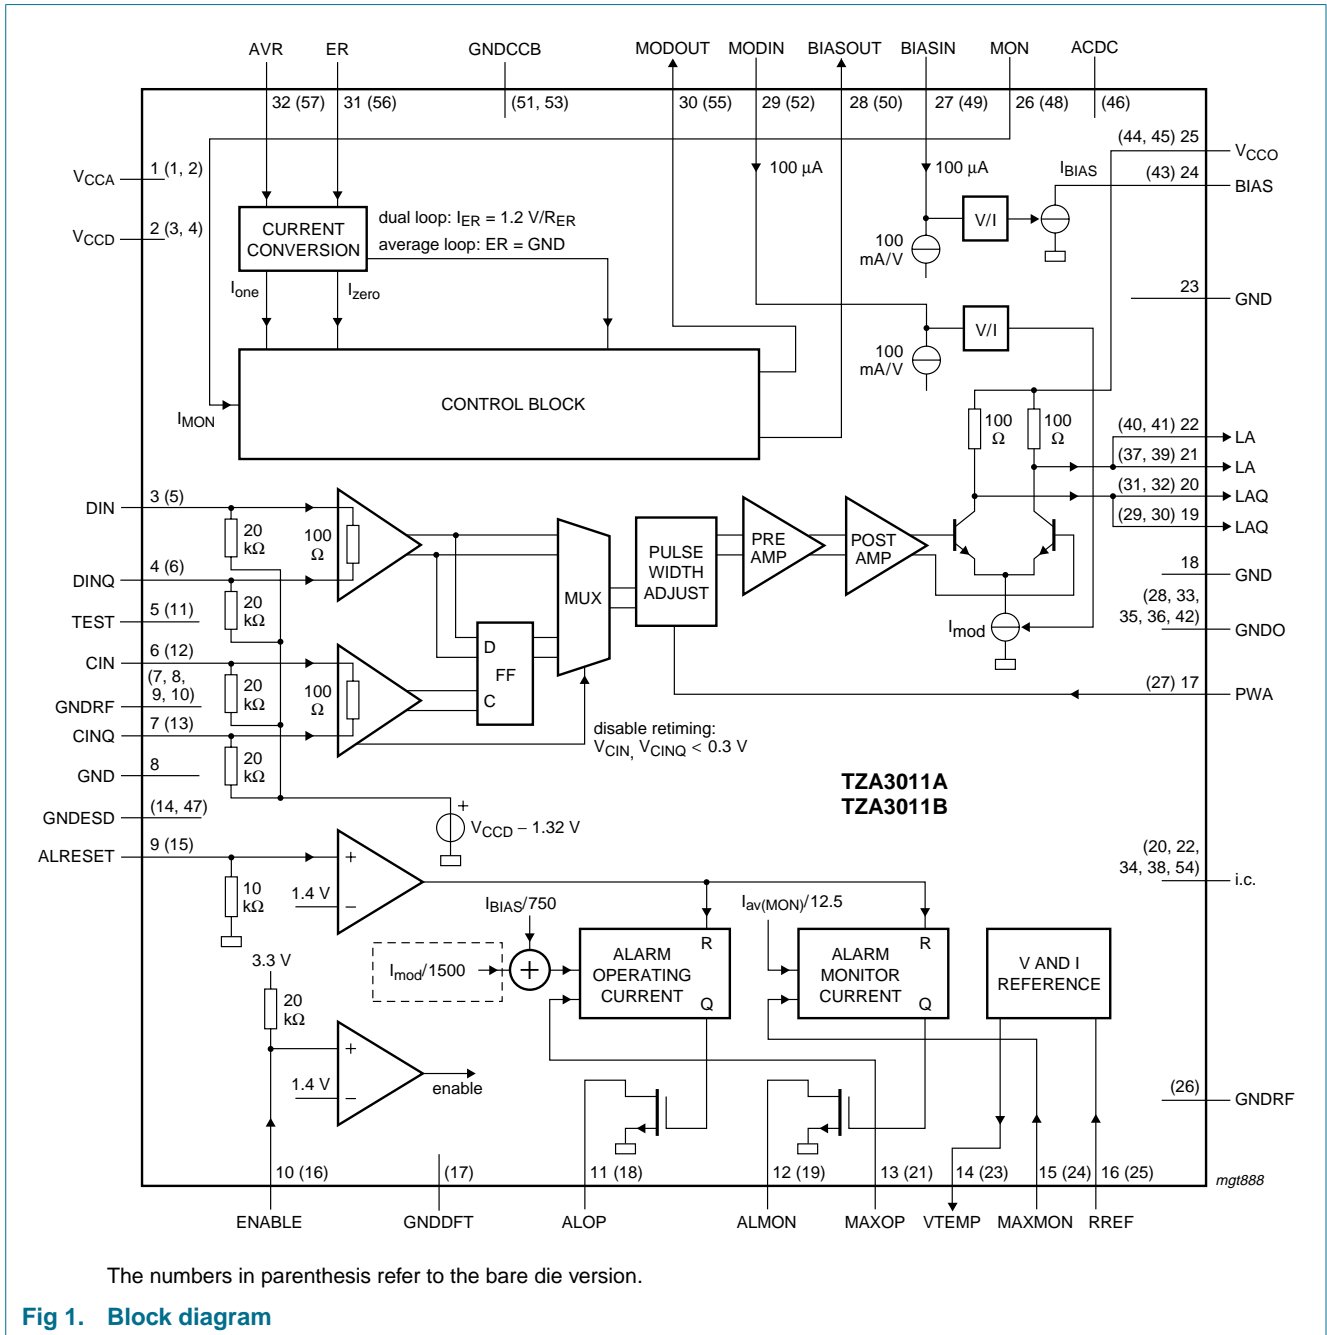 AVR ER GNDCCB MODOUT MODIN BIASOUT BIASIN MON ACDC
32 (57) 31 (56) (51, 53) 30 (55) 29 (52) 28 (50) 27 (49) 26 (48) (46)
(44, 45) 25
VCCO
VCCA
1 (1, 2)
100 µA
100 µA
IBIAS
(43) 24
BIAS
VCCD
2 (3, 4)
CURRENT
CONVERSION
dual loop: IER = 1.2 V/RER
average loop: ER = GND
V/I
100
mA/V
Ione
Izero
23
GND
V/I
100
mA/V
CONTROL BLOCK
IMON
100
Ω
100
Ω
(40, 41) 22
LA
(37, 39) 21
LA
(31, 32) 20
LAQ
(29, 30) 19
LAQ
DIN
3 (5)
20
kΩ
100
Ω
DINQ
4 (6)
20
kΩ
TEST
5 (11)
MUX
PULSE
WIDTH
ADJUST
PRE
AMP
POST
AMP
18
GND
(28, 33,
35, 36, 42)
GNDO
Imod
D
FF
C
CIN
6 (12)
20
kΩ
100
Ω
(7, 8,
9, 10)
GNDRF
CINQ
7 (13)
20
kΩ
(27) 17
PWA
disable retiming:
VCIN, VCINQ < 0.3 V
GND
8
TZA3011A
TZA3011B
GNDESD
(14, 47)
+
VCCD − 1.32 V
ALRESET
9 (15)
10
kΩ
+
1.4 V
−
(20, 22,
34, 38, 54)
i.c.
IBIAS/750
Iav(MON)/12.5
Imod/1500
+
R
ALARM
OPERATING
CURRENT
Q
R
ALARM
MONITOR
CURRENT
Q
V AND I
REFERENCE
3.3 V
20
kΩ
+
1.4 V
−
enable
(26)
GNDRF
10 (16) (17) 11 (18) 12 (19) 13 (21) 14 (23) 15 (24) 16 (25)
mgt888
ENABLE GNDDFT ALOP ALMON MAXOP VTEMP MAXMON RREF
The numbers in parenthesis refer to the bare die version.
Fig 1. Block diagram